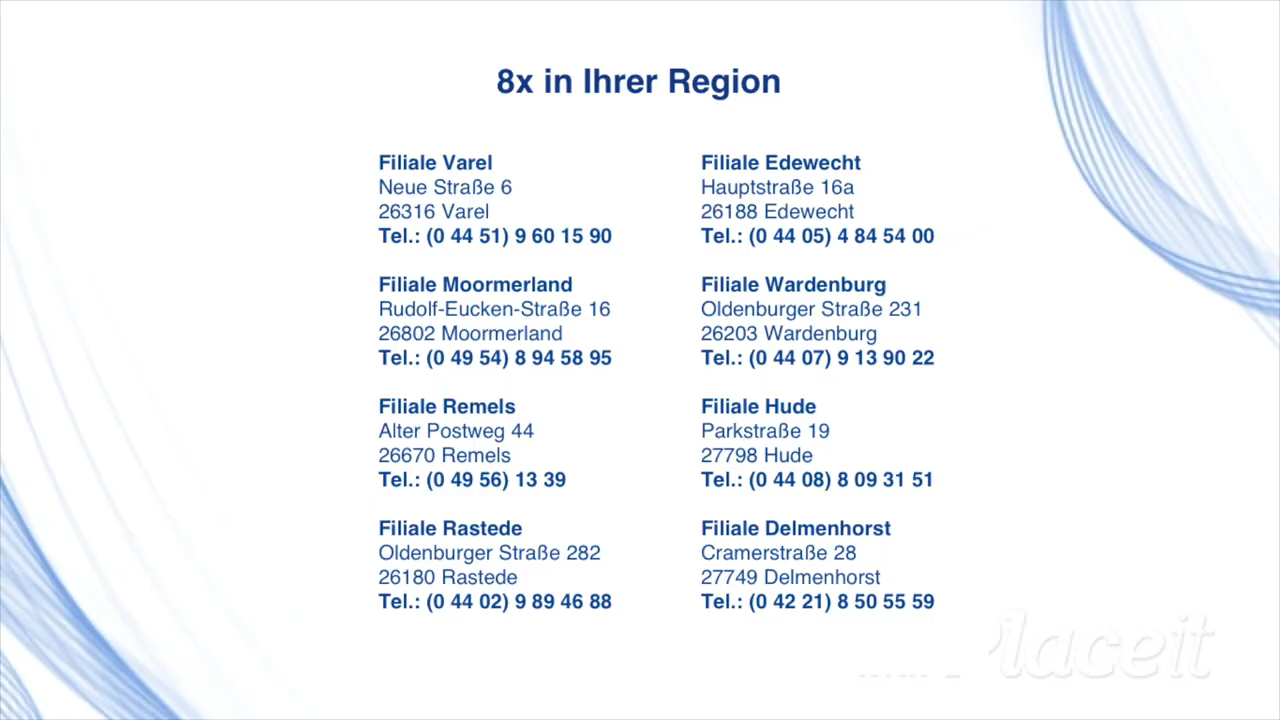 8x in Ihrer Region
Filiale Varel
Neue Straße 6
26316 Varel
Tel.: (0 44 51) 9 60 15 90
Filiale Moormerland
Rudolf-Eucken-Straße 16
26802 Moormerland
Tel.: (0 49 54) 8 94 58 95
Filiale Remels
Alter Postweg 44
26670 Remels
Tel.: (0 49 56) 13 39
Filiale Rastede
Oldenburger Straße 282
26180 Rastede
Tel.: (0 44 02) 9 89 46 88
Filiale Edewecht
Hauptstraße 16a
26188 Edewecht
Tel.: (0 44 05) 4 84 54 00
Filiale Wardenburg
Oldenburger Straße 231
26203 Wardenburg
Tel.: (0 44 07) 9 13 90 22
Filiale Hude
Parkstraße 19
27798 Hude
Tel.: (0 44 08) 8 09 31 51
Filiale Delmenhorst
Cramerstraße 28
27749 Delmenhorst
Tel.: (0 42 21) 8 50 55 59
Placeit